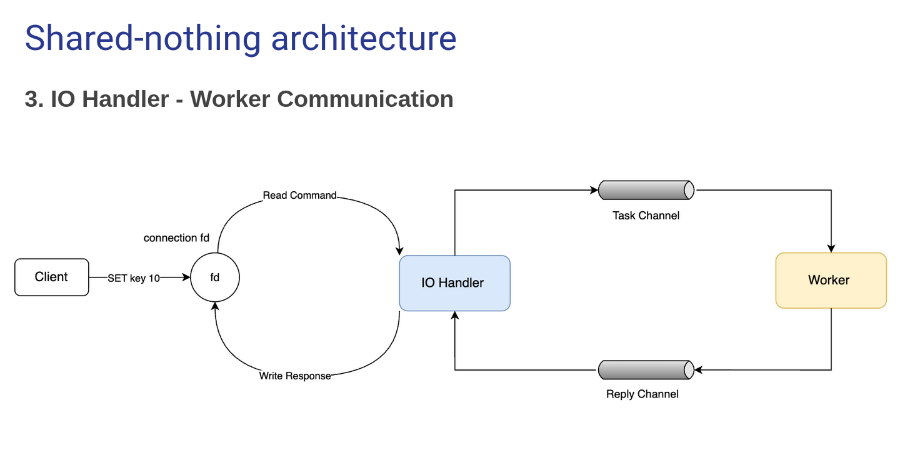 Shared-nothing architecture
3. IO Handler - Worker Communication
Read Command
Task Channel
connection fd
Client
SET key 10
fd
IO Handler
Worker
Write Response
Reply Channel